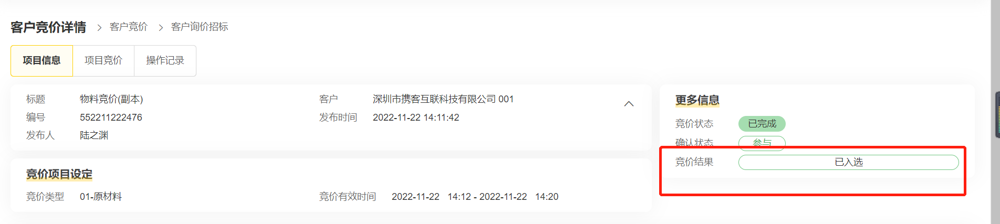 客户竞价详情 > 客户竞价 > 客户询价招标
项目信息 项目竞价 操作记录
标题 物料竞价(副本) 客户 深圳市携客互联科技有限公司 001
编号 552211222476 发布时间 2022-11-22 14:11:42
发布人 陆之渊
竞价项目设定
竞价类型 01-原材料 竞价有效时间 2022-11-22 14:12 - 2022-11-22 14:20
更多信息
竞价状态 已完成
确认状态 参与
竞价结果 已入选